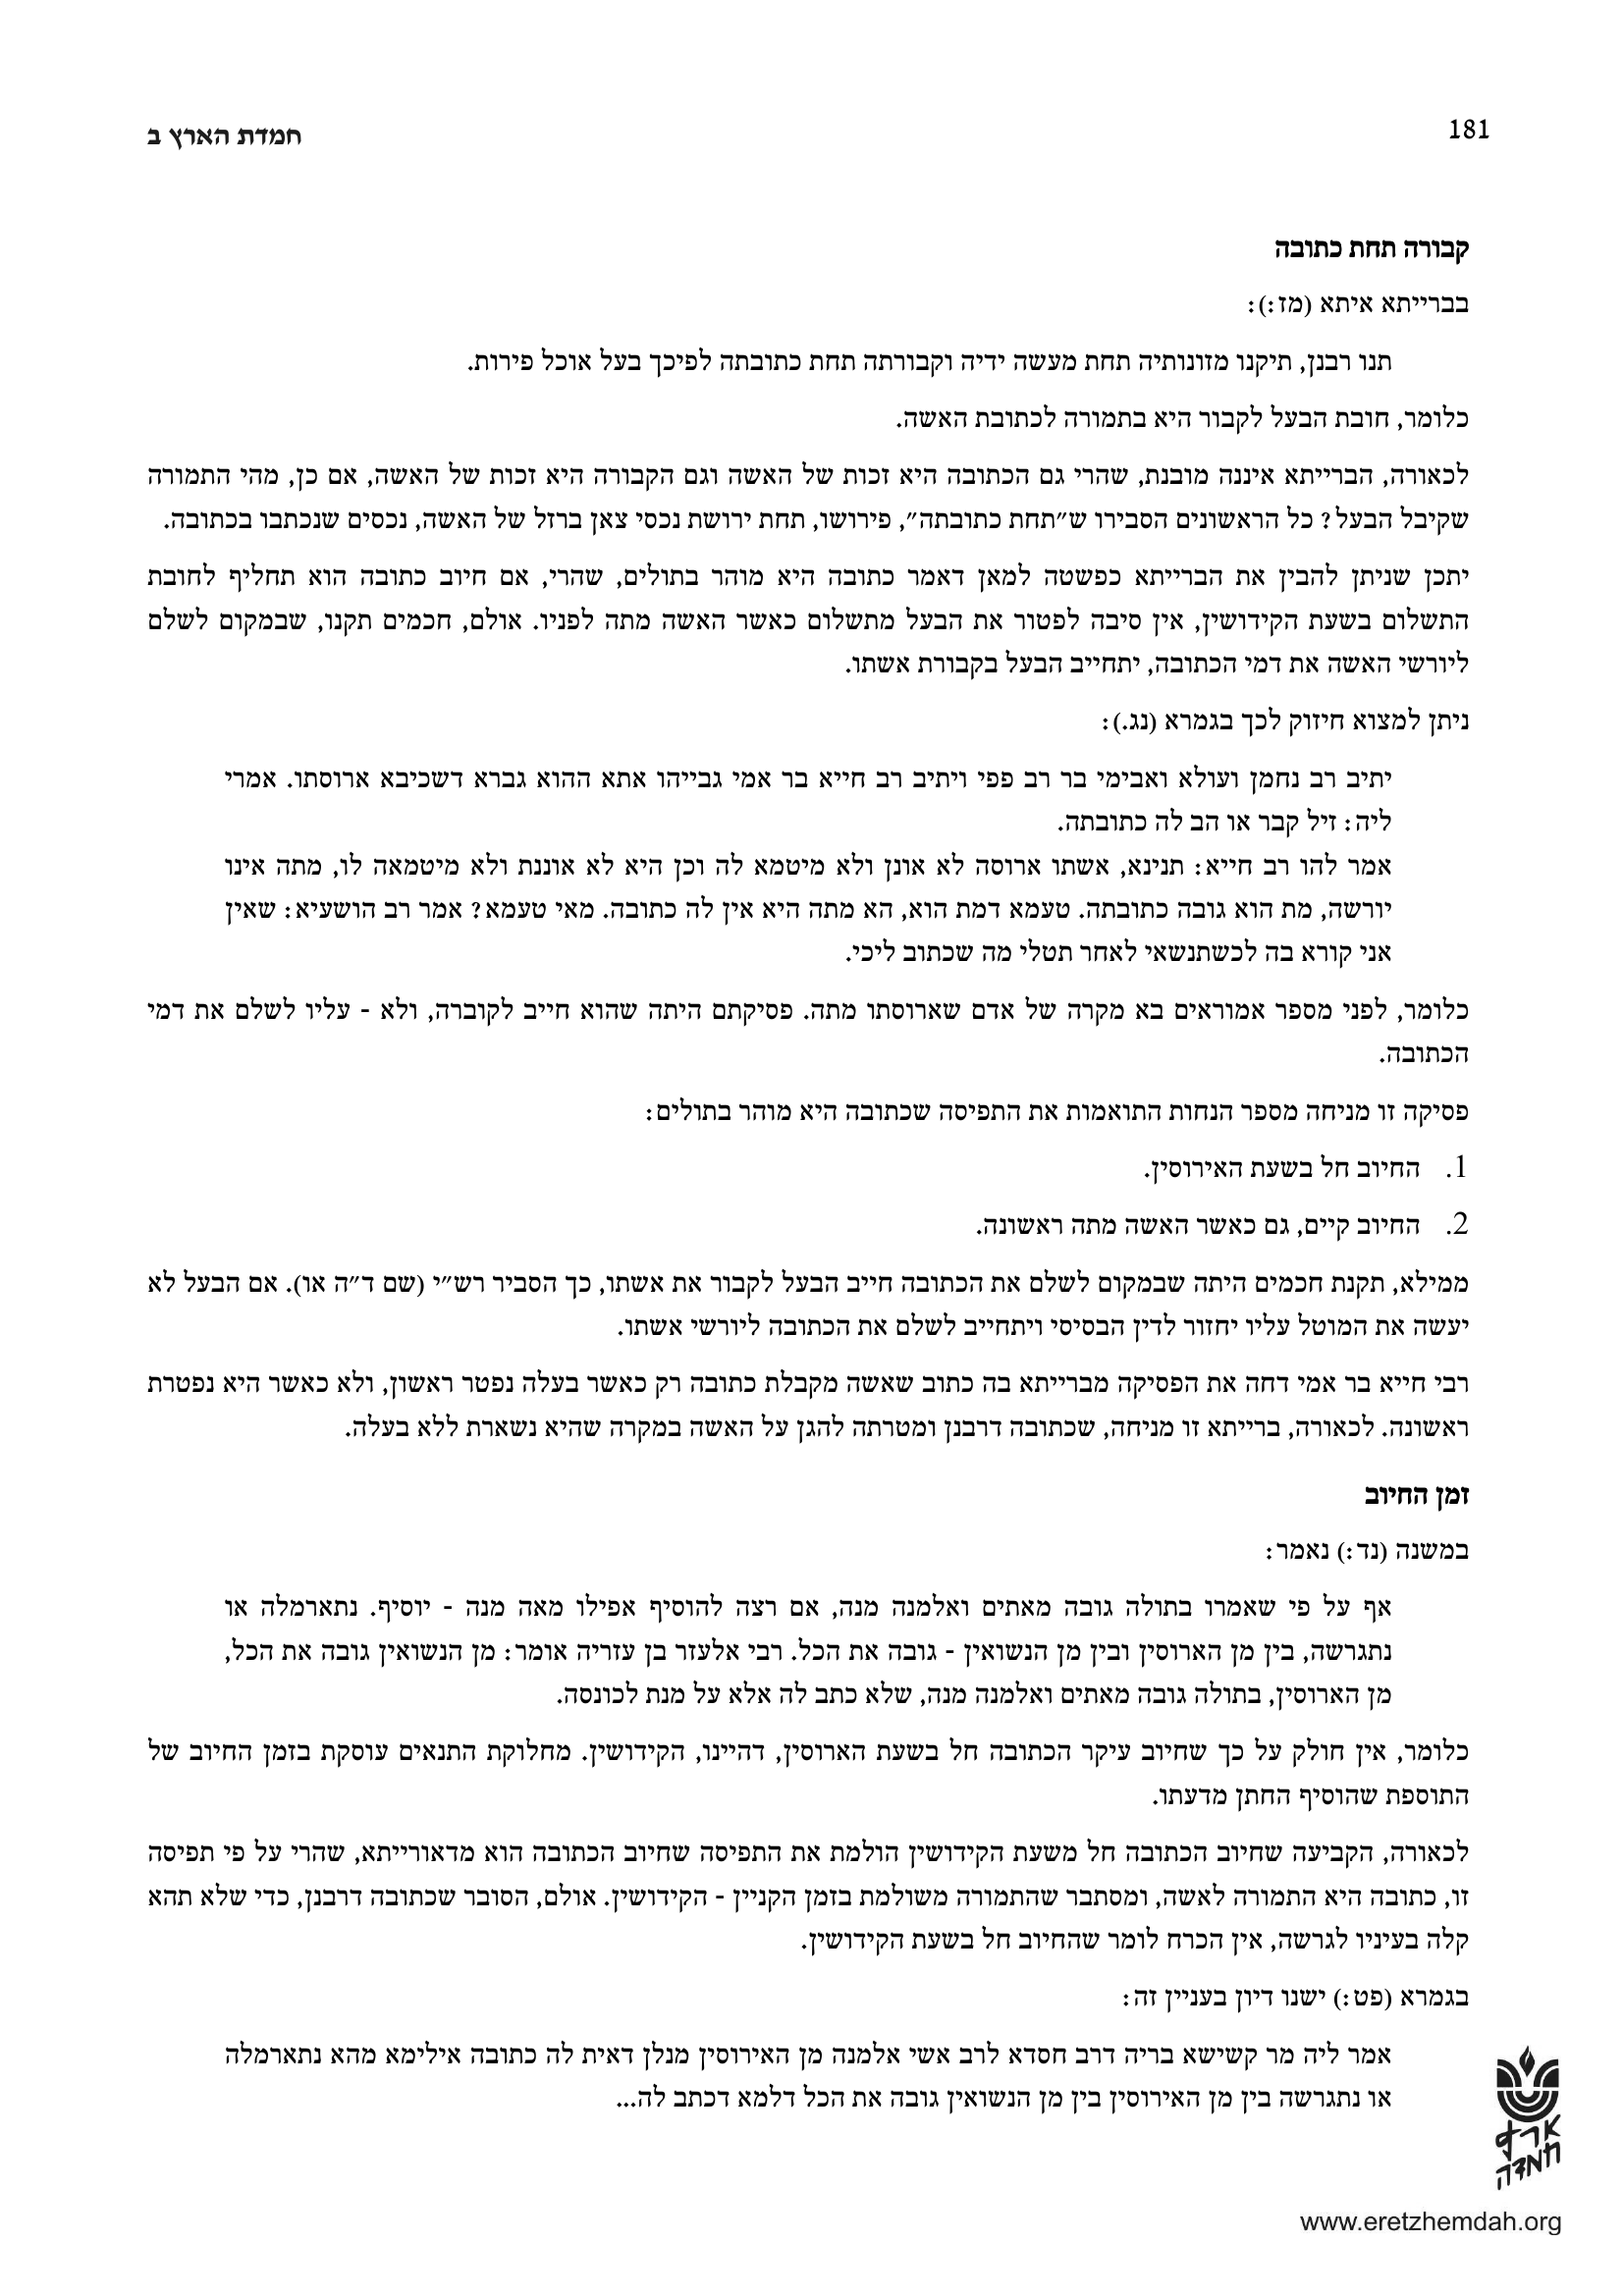 181
חמדת הארץ ב
קבורה תחת כתובה
בברייתא איתא (מז:):
תנו רבנן, תיקנו מזונותיה תחת מעשה ידיה וקבורתה תחת כתובתה לפיכך בעל אוכל פירות.
כלומר, חובת הבעל לקבור היא בתמורה לכתובת האשה.
לכאורה, הברייתא איננה מובנת, שהרי גם הכתובה היא זכות של האשה וגם הקבורה היא זכות של האשה, אם כן, מהי התמורה
שקיבל הבעל? כל הראשונים הסבירו ש״תחת כתובתה״, פירושו, תחת ירושת נכסי צאן ברזל של האשה, נכסים שנכתבו בכתובה.
יתכן שניתן להבין את הברייתא כפשטה למאן דאמר כתובה היא מוהר בתולים, שהרי, אם חיוב כתובה הוא תחליף לחובת
התשלום בשעת הקידושין, אין סיבה לפטור את הבעל מתשלום כאשר האשה מתה לפניו. אולם, חכמים תקנו, שבמקום לשלם
ליורשי האשה את דמי הכתובה, יתחייב הבעל בקבורת אשתו.
ניתן למצוא חיזוק לכך בגמרא (נג.):
יתיב רב נחמן ועולא ואבימי בר רב פפי ויתיב רב חייא בר אמי גבייהו אתא ההוא גברא דשכיבא ארוסתו. אמרי
ליה: זיל קבר או הב לה כתובתה.
אמר להו רב חייא: תנינא, אשתו ארוסה לא אונן ולא מיטמא לה וכן היא לא אוננת ולא מיטמאה לו, מתה אינו
יורשה, מת הוא גובה כתובתה. טעמא דמת הוא, הא מתה היא אין לה כתובה. מאי טעמא? אמר רב הושעיא: שאין
אני קורא בה לכשתנשאי לאחר תטלי מה שכתוב ליכי.
כלומר, לפני מספר אמוראים בא מקרה של אדם שארוסתו מתה. פסיקתם היתה שהוא חייב לקוברה, ולא - עליו לשלם את דמי
הכתובה.
פסיקה זו מניחה מספר הנחות התואמות את התפיסה שכתובה היא מוהר בתולים:
1. החיוב חל בשעת האירוסין.
2. החיוב קיים, גם כאשר האשה מתה ראשונה.
ממילא, תקנת חכמים היתה שבמקום לשלם את הכתובה חייב הבעל לקבור את אשתו, כך הסביר רש״י (שם ד״ה או). אם הבעל לא
יעשה את המוטל עליו יחזור לדין הבסיסי ויתחייב לשלם את הכתובה ליורשי אשתו.
רבי חייא בר אמי דחה את הפסיקה מברייתא בה כתוב שאשה מקבלת כתובה רק כאשר בעלה נפטר ראשון, ולא כאשר היא נפטרת
ראשונה. לכאורה, ברייתא זו מניחה, שכתובה דרבנן ומטרתה להגן על האשה במקרה שהיא נשארת ללא בעלה.
זמן החיוב
במשנה (נד:) נאמר:
אף על פי שאמרו בתולה גובה מאתים ואלמנה מנה, אם רצה להוסיף אפילו מאה מנה - יוסיף. נתארמלה או
נתגרשה, בין מן הארוסין ובין מן הנשואין - גובה את הכל. רבי אלעזר בן עזריה אומר: מן הנשואין גובה את הכל,
מן הארוסין, בתולה גובה מאתים ואלמנה מנה, שלא כתב לה אלא על מנת לכונסה.
כלומר, אין חולק על כך שחיוב עיקר הכתובה חל בשעת הארוסין, דהיינו, הקידושין. מחלוקת התנאים עוסקת בזמן החיוב של
התוספת שהוסיף החתן מדעתו.
לכאורה, הקביעה שחיוב הכתובה חל משעת הקידושין הולמת את התפיסה שחיוב הכתובה הוא מדאורייתא, שהרי על פי תפיסה
זו, כתובה היא התמורה לאשה, ומסתבר שהתמורה משולמת בזמן הקניין - הקידושין. אולם, הסובר שכתובה דרבנן, כדי שלא תהא
קלה בעיניו לגרשה, אין הכרח לומר שהחיוב חל בשעת הקידושין.
בגמרא (פט:) ישנו דיון בעניין זה:
אמר ליה מר קשישא בריה דרב חסדא לרב אשי אלמנה מן האירוסין מנלן דאית לה כתובה אילימא מהא נתארמלה
או נתגרשה בין מן האירוסין בין מן הנשואין גובה את הכל דלמא דכתב לה...
ארץ
חמדה
www.eretzhemdah.org